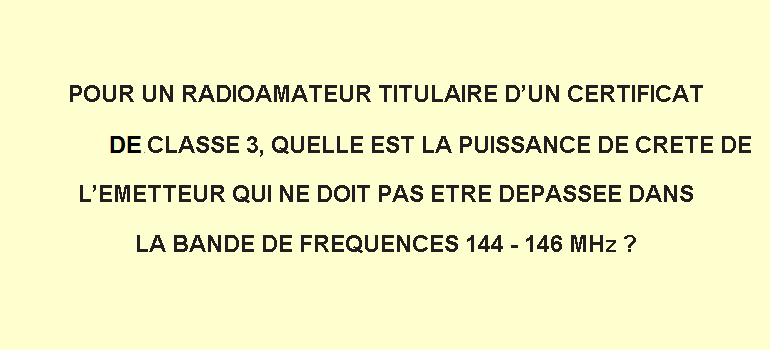 POUR UN RADIOAMATEUR TITULAIRE D’UN CERTIFICAT
DE CLASSE 3, QUELLE EST LA PUISSANCE DE CRETE DE
L’EMETTEUR QUI NE DOIT PAS ETRE DEPASSEE DANS
LA BANDE DE FREQUENCES 144 - 146 MHz ?